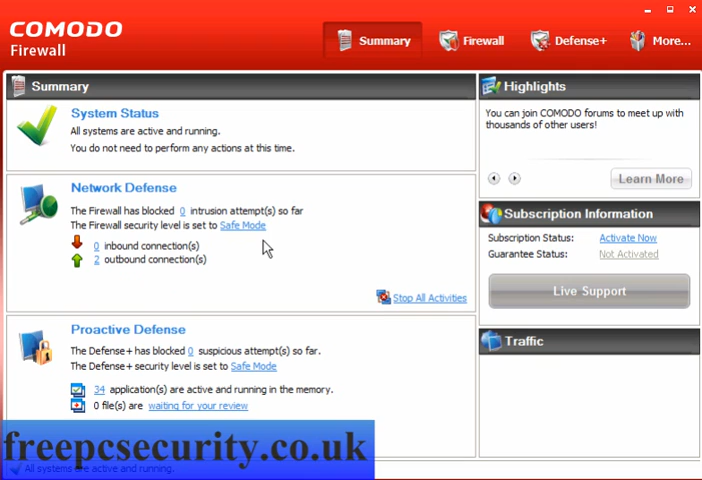 COMODO
Firewall
Summary
Firewall
Defense+
More...
Summary
System Status
All systems are active and running.
You do not need to perform any actions at this time.
Network Defense
The Firewall has blocked 0 intrusion attempt(s) so far
The Firewall security level is set to Safe Mode
0 inbound connection(s)
2 outbound connection(s)
Stop All Activities
Proactive Defense
The Defense+ has blocked 0 suspicious attempt(s) so far.
The Defense+ security level is set to Safe Mode
34 application(s) are active and running in the memory.
0 file(s) are waiting for your review
Highlights
You can join COMODO forums to meet up with
thousands of other users!
Learn More
Subscription Information
Subscription Status: Activate Now
Guarantee Status: Not Activated
Live Support
Traffic
freepcsecurity.co.uk
All systems are active and running.